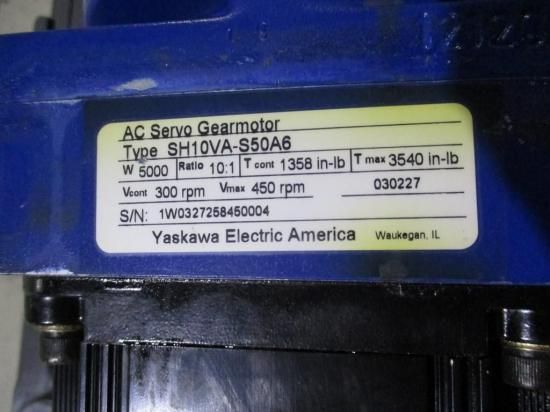 AC Servo Gearmotor
Type SH10VA-S50A6
W 5000 Ratio 10:1 T cont 1358 in-lb T max 3540 in-lb
Vcont 300 rpm Vmax 450 rpm 030227
S/N: 1W0327258450004
Yaskawa Electric America Waukegan, IL